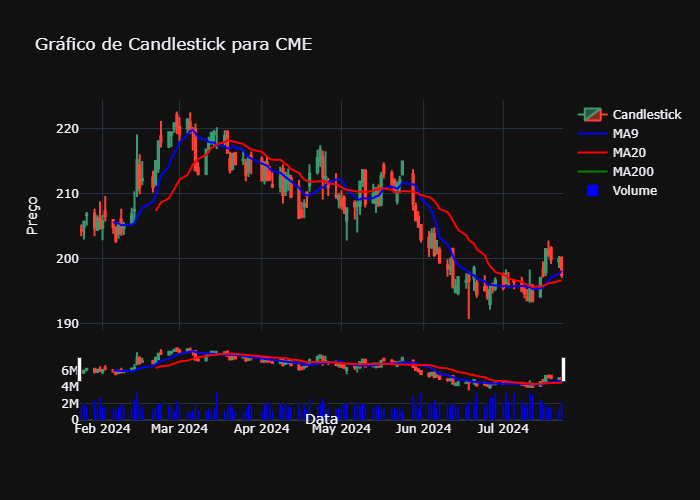 Gráfico de Candlestick para CME
Candlestick
MA9
MA20
MA200
Volume
Preço
220
210
200
190
6M
4M
2M
0
Data
Feb 2024
Mar 2024
Apr 2024
May 2024
Jun 2024
Jul 2024